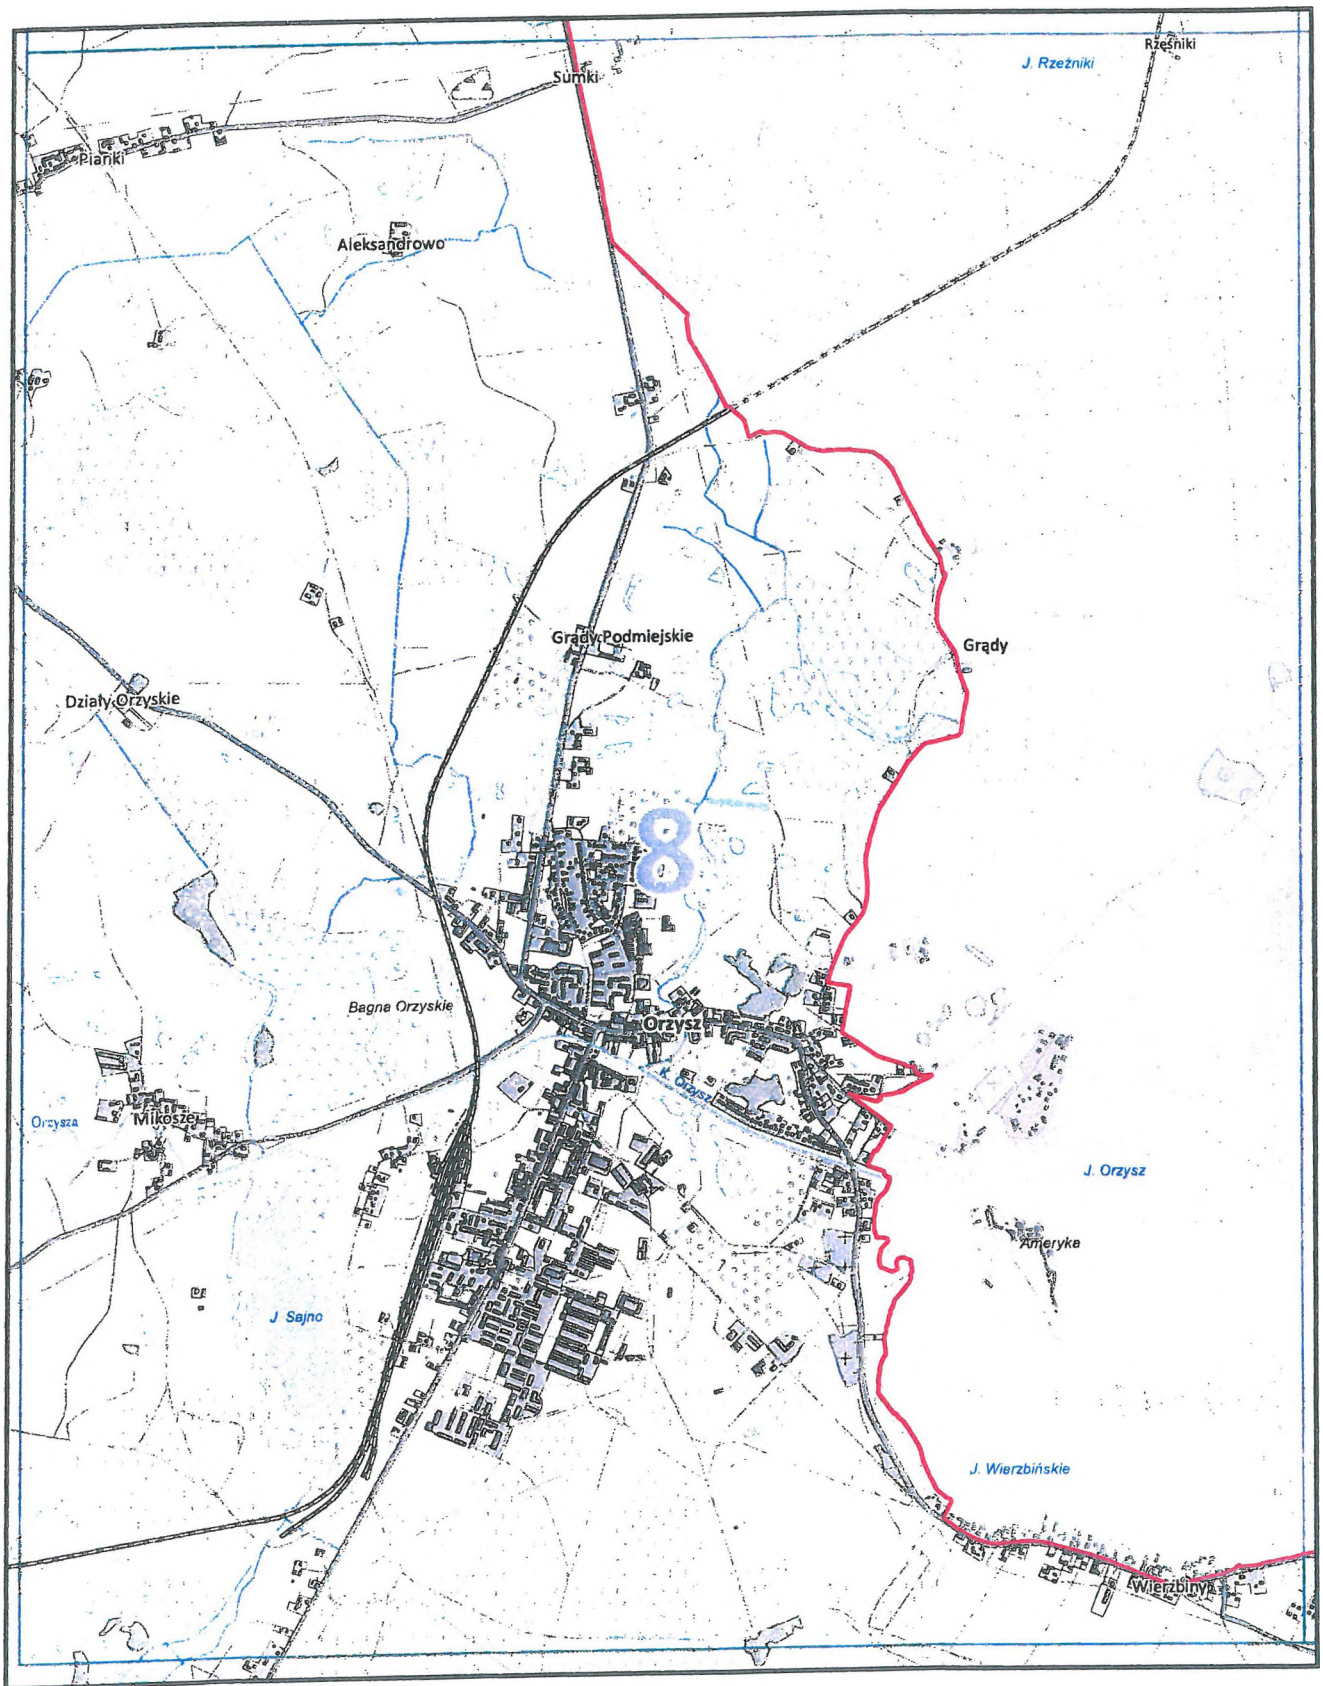 Rześniki
J. Rzeźniki
Sumki
Pianki
Aleksandrowo
Grądy Podmiejskie
Grądy
Działy Orzyskie
8
Bagna Orzyskie
Orzysz
K. Orzysz
Orzysza
Mikosze
J. Orzysz
Ameryka
J. Sajno
J. Wierzbińskie
Wierzbiny